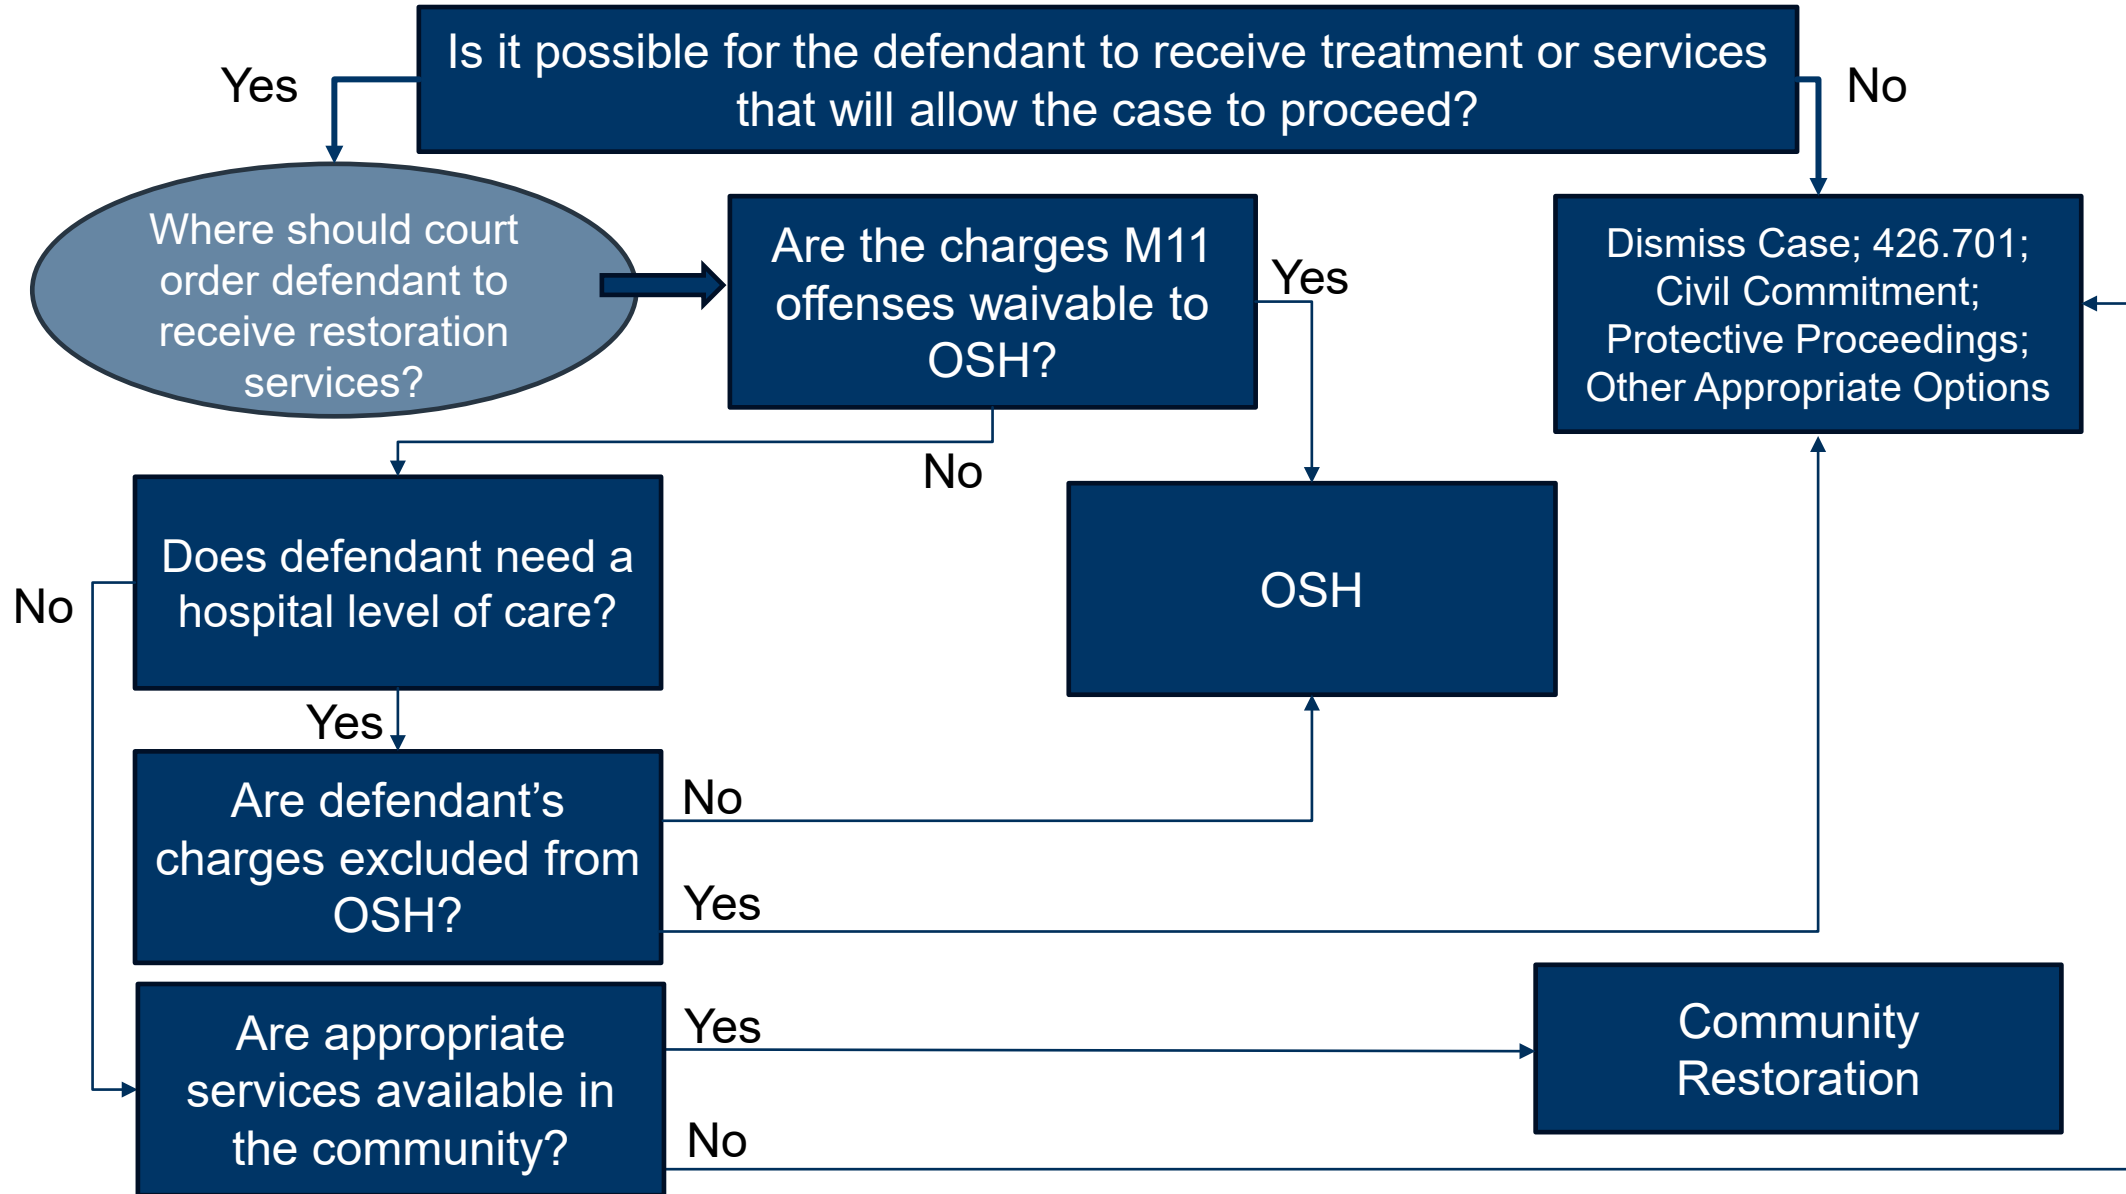 Is it possible for the defendant to receive treatment or services
that will allow the case to proceed?
Yes
No
Where should court
order defendant to
receive restoration
services?
Are the charges M11
offenses waivable to
OSH?
Yes
No
Dismiss Case; 426.701;
Civil Commitment;
Protective Proceedings;
Other Appropriate Options
Does defendant need a
hospital level of care?
No
Yes
OSH
Are defendant’s
charges excluded from
OSH?
No
Yes
Are appropriate
services available in
the community?
Yes
No
Community
Restoration